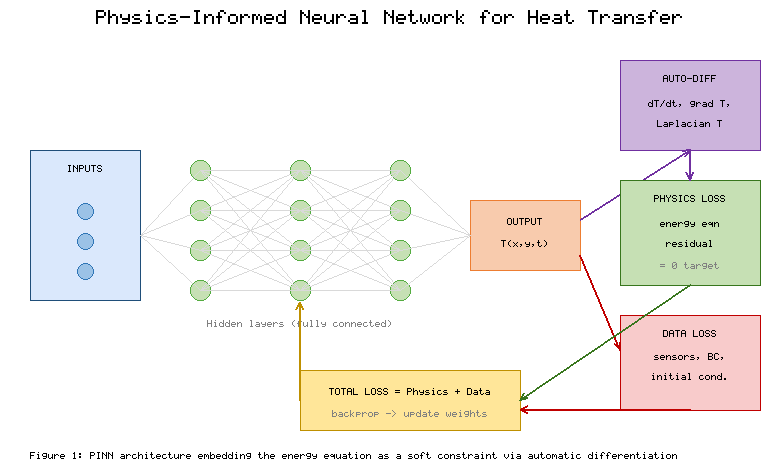 Physics-Informed Neural Network for Heat Transfer
AUTO-DIFF
dT/dt, grad T,
Laplacian T
INPUTS
PHYSICS LOSS
energy eqn
residual
= 0 target
OUTPUT
T(x,y,t)
Hidden layers (fully connected)
DATA LOSS
sensors, BC,
initial cond.
TOTAL LOSS = Physics + Data
backprop -> update weights
Figure 1: PINN architecture embedding the energy equation as a soft constraint via automatic differentiation